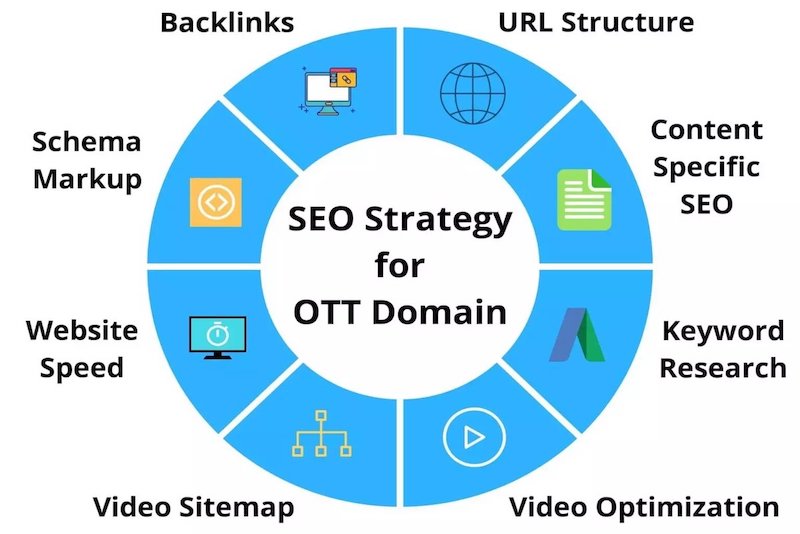 Backlinks
URL Structure
Schema
Markup
Content
Specific
SEO
SEO Strategy
for
OTT Domain
Website
Speed
Keyword
Research
Video Sitemap
Video Optimization